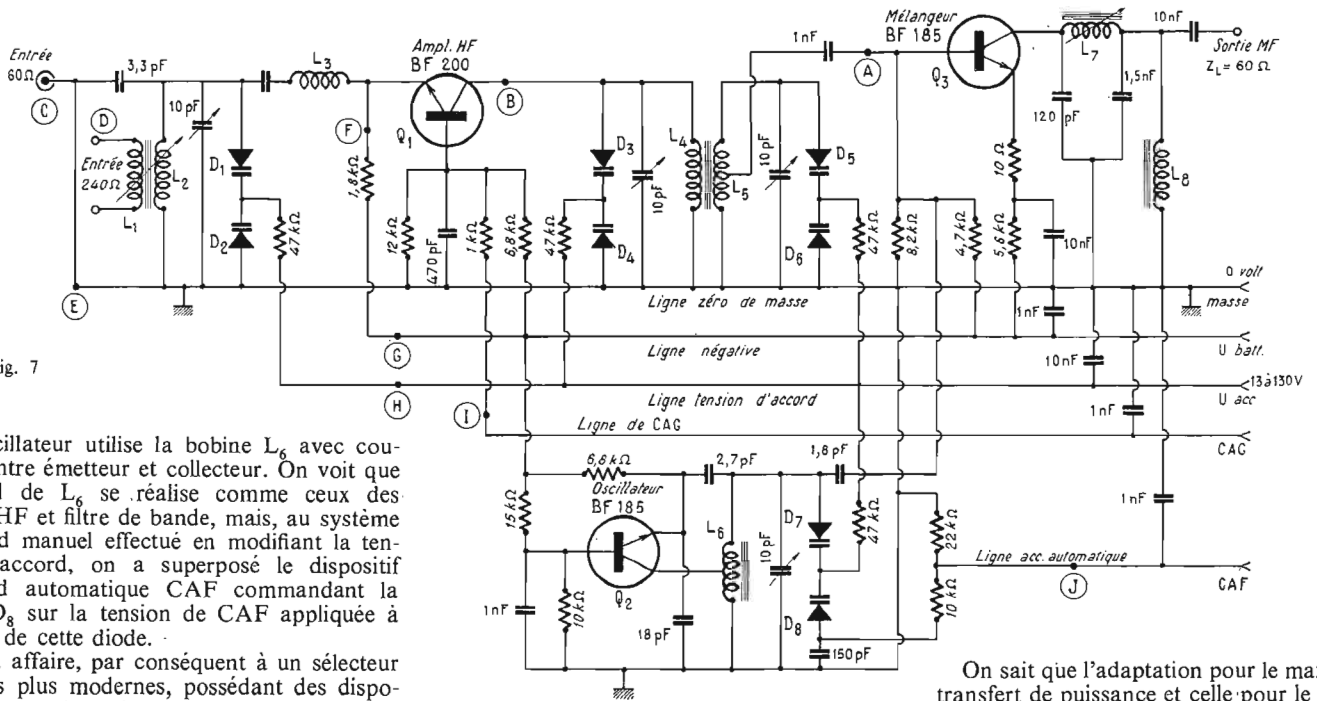 Entrée
60Ω
C
3,3 pF
10 pF
D
Entrée
240Ω
L1
L2
D1
D2
47 kΩ
E
L3
Ampl. HF
BF 200
Q1
B
F
1,8 kΩ
12 kΩ
470 pF
1 kΩ
6,8 kΩ
47 kΩ
D3
D4
10 pF
L4
L5
10 pF
D5
D6
1nF
A
Mélangeur
BF 185
Q3
47 kΩ
8,2 kΩ
4,7 kΩ
10 Ω
5,6 kΩ
10nF
1nF
L7
120 pF
1,5nF
10nF
Sortie MF
ZL = 60 Ω
L8
10nF
1nF
1nF
Ligne zéro de masse
0 volt
masse
G
Ligne négative
U batt.
H
Ligne tension d'accord
13 à 130V
U acc
I
Ligne de CAG
CAG
Ligne acc. automatique
J
CAF
6,8 kΩ
Oscillateur
BF 185
15 kΩ
1nF
10 kΩ
Q2
18 pF
2,7 pF
L6
10 pF
1,8 pF
D7
D8
150 pF
47 kΩ
22 kΩ
10 kΩ
ig. 7
cillateur utilise la bobine L6 avec cou-
ntre émetteur et collecteur. On voit que
l de L6 se réalise comme ceux des
HF et filtre de bande, mais, au système
d manuel effectué en modifiant la ten-
accord, on a superposé le dispositif
d automatique CAF commandant la
D8 sur la tension de CAF appliquée à
de cette diode.
affaire, par conséquent à un sélecteur
s plus modernes, possédant des dispo-
On sait que l'adaptation pour le ma
transfert de puissance et celle pour le